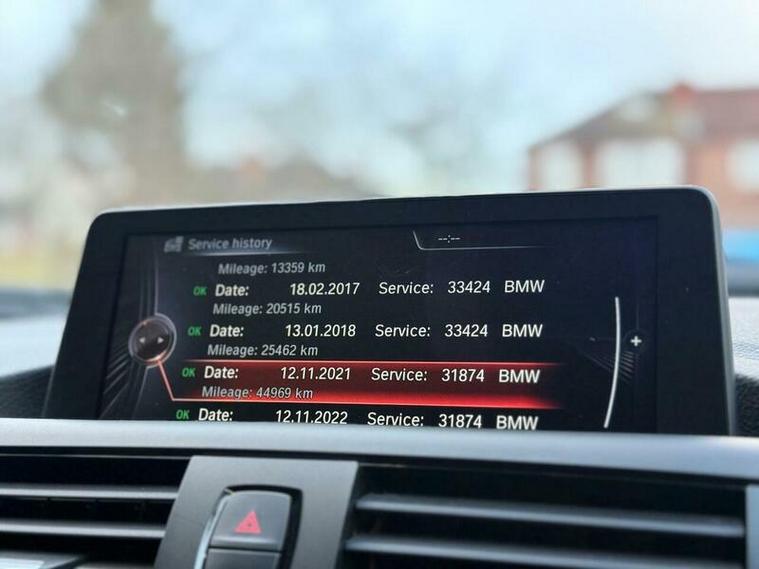 Service history --:--
Mileage: 13359 km
OK Date: 18.02.2017 Service: 33424 BMW
Mileage: 20515 km
OK Date: 13.01.2018 Service: 33424 BMW
Mileage: 25462 km
OK Date: 12.11.2021 Service: 31874 BMW
Mileage: 44969 km
OK Date: 12.11.2022 Service: 31874 BMW